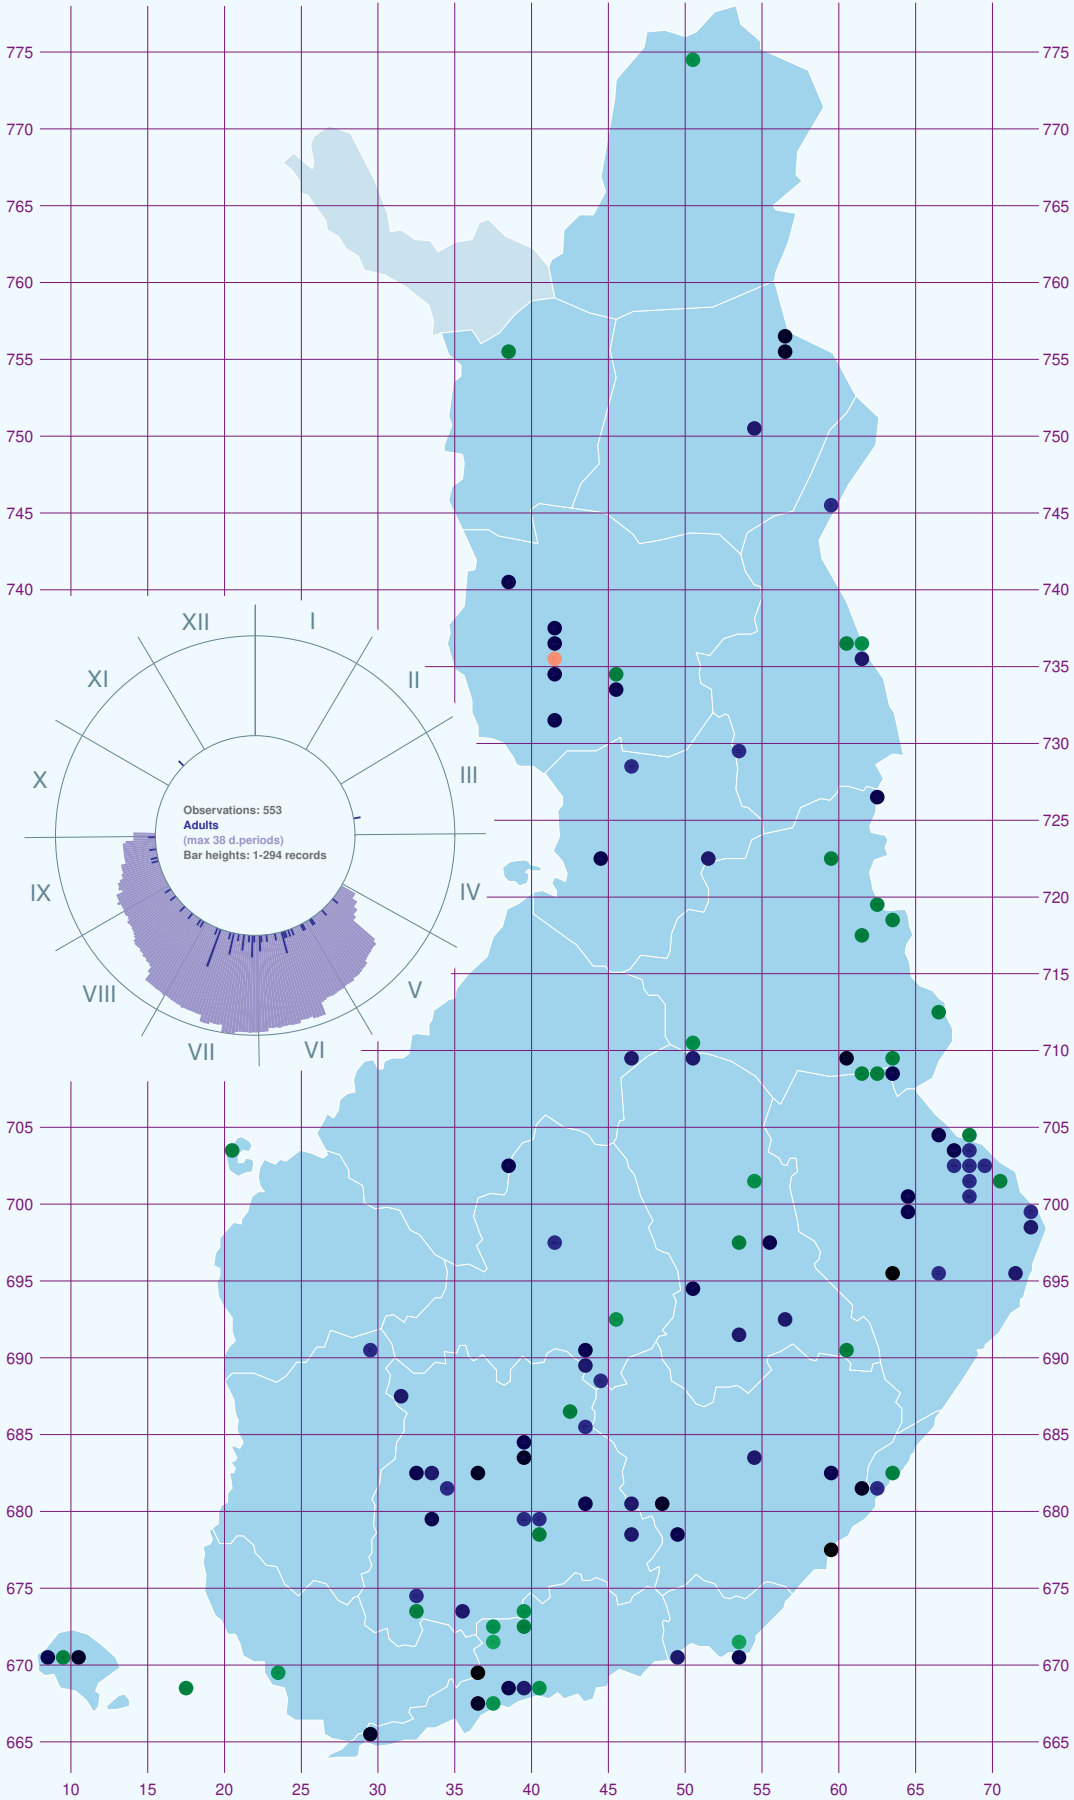 775 775
770 770
765 765
760 760
755 755
750 750
745 745
740 740
735 735
730 730
725 725
720 720
715 715
710 710
705 705
700 700
695 695
690 690
685 685
680 680
675 675
670 670
665 665
10 15 20 25 30 35 40 45 50 55 60 65 70
XII I
XI II
X III
IX IV
VIII V
VII VI
Observations: 553
Adults
(max 38 d.periods)
Bar heights: 1-294 records